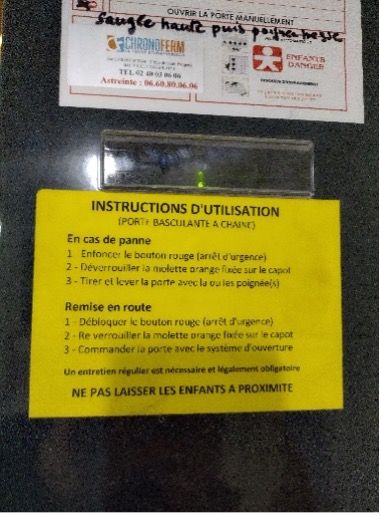 OUVRIR LA PORTE MANUELLEMENT
sangle haute puis poignée basse
CHRONOFERM
ENFANTS
DANGER
TEL 02 40 03 06 06
Astreinte : 06.60.80.06.06
INSTRUCTIONS D'UTILISATION
(PORTE BASCULANTE A CHAINE)
En cas de panne
1 - Enfoncer le bouton rouge (arrêt d'urgence)
2 - Déverrouiller la molette orange fixée sur le capot
3 - Tirer et lever la porte avec la ou les poignée(s)
Remise en route
1 - Débloquer le bouton rouge (arrêt d'urgence)
2 - Re verrouiller la molette orange fixée sur le capot
3 - Commander la porte avec le système d'ouverture
Un entretien régulier est nécessaire et légalement obligatoire
NE PAS LAISSER LES ENFANTS A PROXIMITE